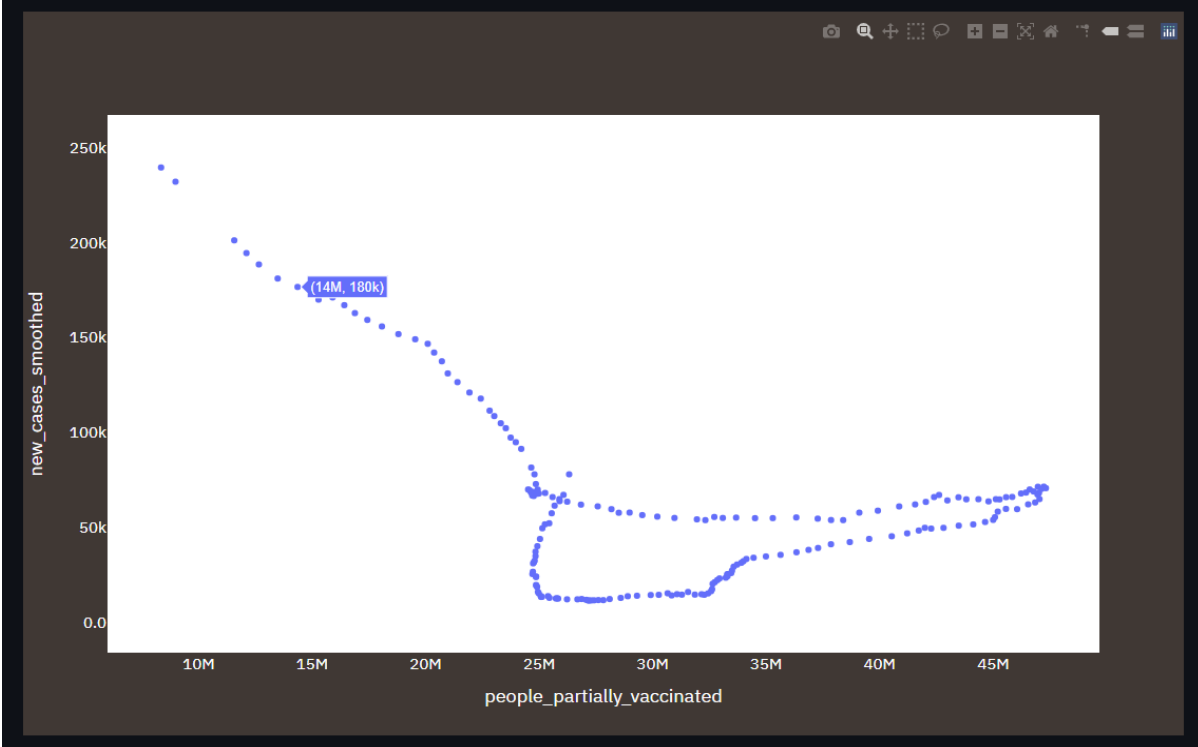 250k
200k
(14M, 180k)
150k
100k
50k
0.0
new_cases_smoothed
10M 15M 20M 25M 30M 35M 40M 45M
people_partially_vaccinated